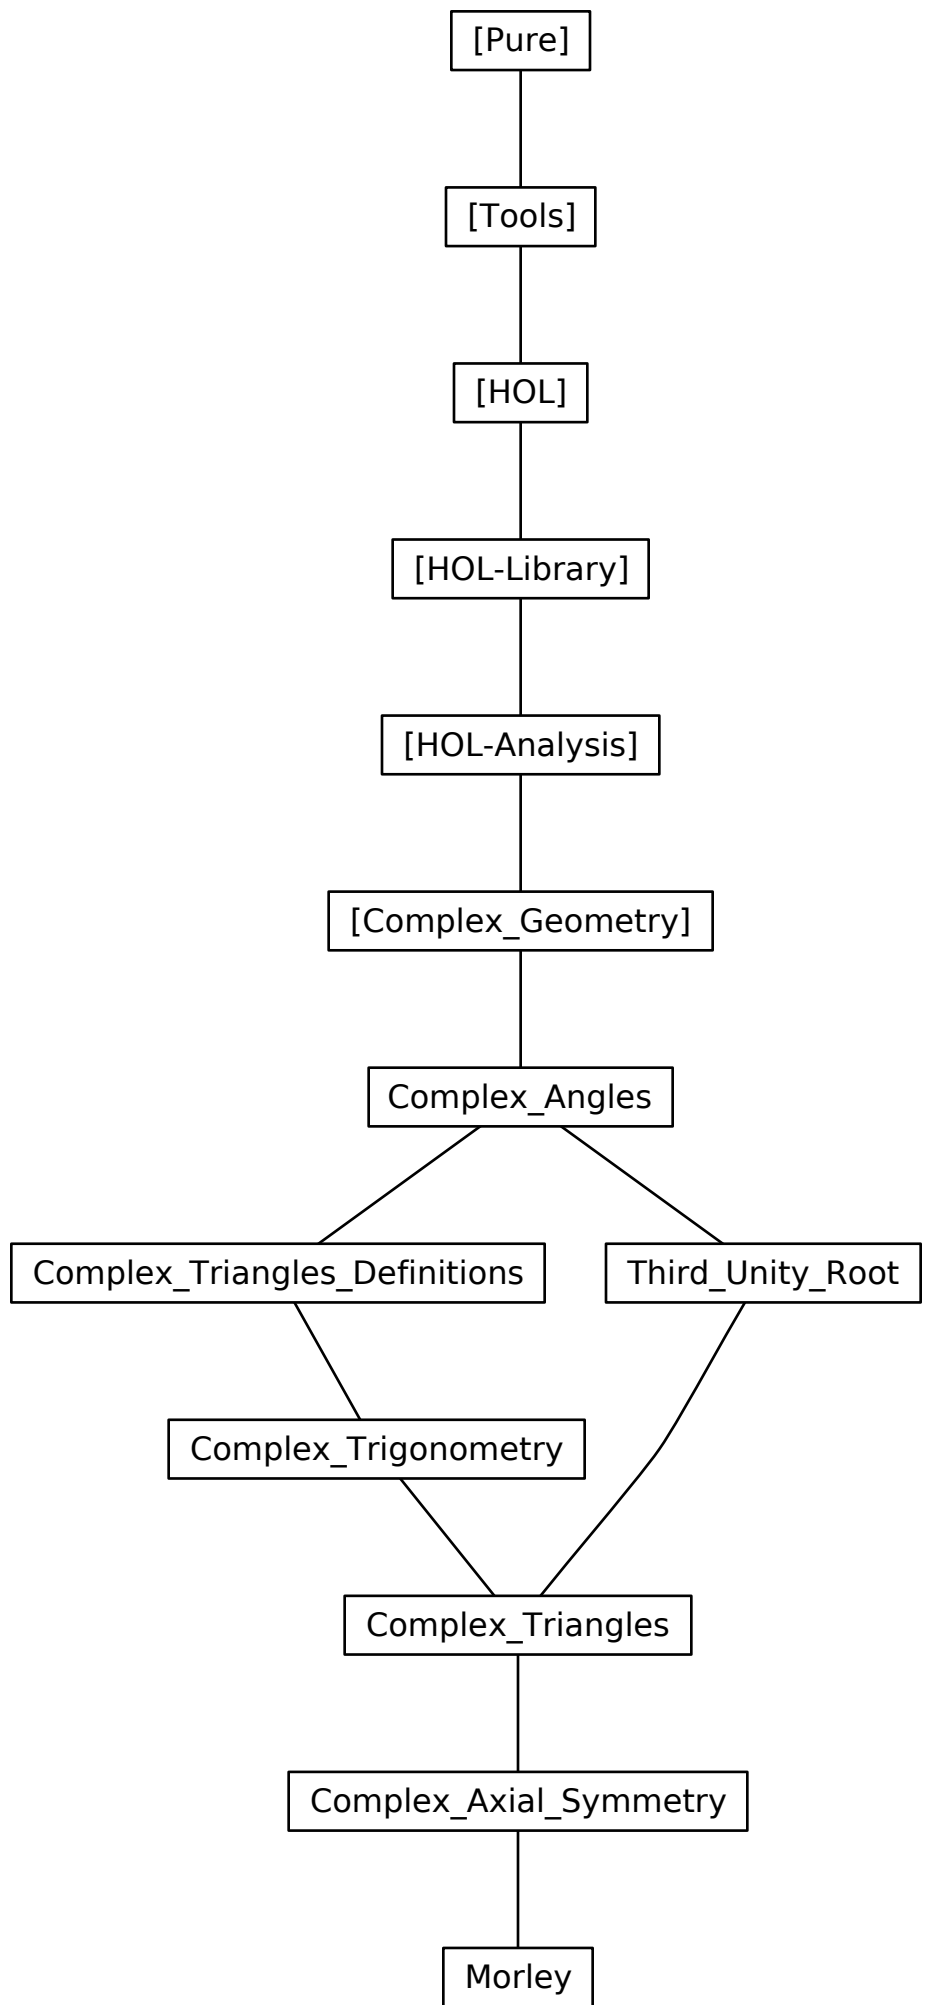 [Pure]
[Tools]
[HOL]
[HOL-Library]
[HOL-Analysis]
[Complex_Geometry]
Complex_Angles
Complex_Triangles_Definitions
Third_Unity_Root
Complex_Trigonometry
Complex_Triangles
Complex_Axial_Symmetry
Morley